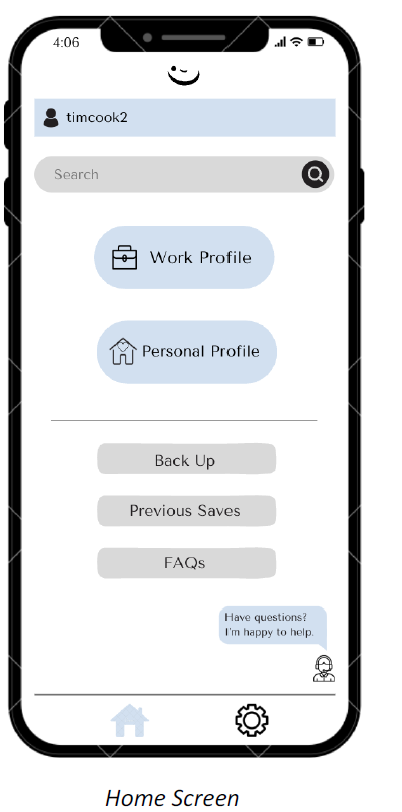 4:06
timcook2
Search
Work Profile
Personal Profile
Back Up
Previous Saves
FAQs
Have questions?
I'm happy to help.
Home Screen